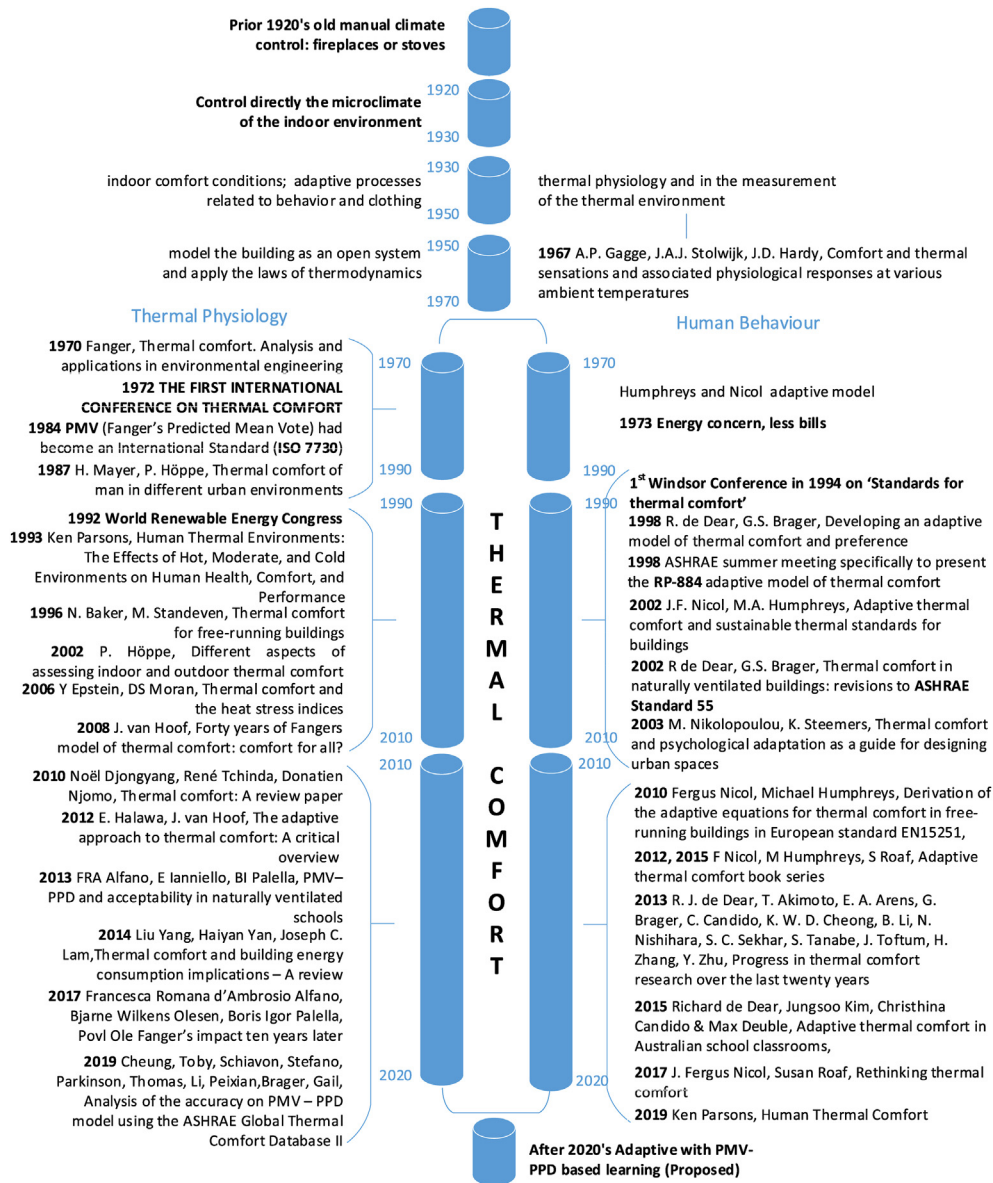 Prior 1920's old manual climate
control: fireplaces or stoves
1920
Control directly the microclimate
of the indoor environment
1930
1930
indoor comfort conditions; adaptive processes
related to behavior and clothing
1950
thermal physiology and in the measurement
of the thermal environment
1950
model the building as an open system
and apply the laws of thermodynamics
1970
1967 A.P. Gagge, J.A.J. Stolwijk, J.D. Hardy, Comfort and thermal
sensations and associated physiological responses at various
ambient temperatures
Thermal Physiology
Human Behaviour
1970 Fanger, Thermal comfort. Analysis and
applications in environmental engineering
1972 THE FIRST INTERNATIONAL
CONFERENCE ON THERMAL COMFORT
1984 PMV (Fanger's Predicted Mean Vote) had
become an International Standard (ISO 7730)
1987 H. Mayer, P. Höppe, Thermal comfort of
man in different urban environments
1970
1990
1970
1990
Humphreys and Nicol adaptive model
1973 Energy concern, less bills
1992 World Renewable Energy Congress
1993 Ken Parsons, Human Thermal Environments:
The Effects of Hot, Moderate, and Cold
Environments on Human Health, Comfort, and
Performance
1996 N. Baker, M. Standeven, Thermal comfort
for free-running buildings
2002 P. Höppe, Different aspects of
assessing indoor and outdoor thermal comfort
2006 Y Epstein, DS Moran, Thermal comfort and
the heat stress indices
2008 J. van Hoof, Forty years of Fangers
model of thermal comfort: comfort for all?
1990
2010
THERMAL COMFORT
1990
2010
1st Windsor Conference in 1994 on 'Standards for
thermal comfort'
1998 R. de Dear, G.S. Brager, Developing an adaptive
model of thermal comfort and preference
1998 ASHRAE summer meeting specifically to present
the RP-884 adaptive model of thermal comfort
2002 J.F. Nicol, M.A. Humphreys, Adaptive thermal
comfort and sustainable thermal standards for
buildings
2002 R de Dear, G.S. Brager, Thermal comfort in
naturally ventilated buildings: revisions to ASHRAE
Standard 55
2003 M. Nikolopoulou, K. Steemers, Thermal comfort
and psychological adaptation as a guide for designing
urban spaces
2010 Noël Djongyang, René Tchinda, Donatien
Njomo, Thermal comfort: A review paper
2012 E. Halawa, J. van Hoof, The adaptive
approach to thermal comfort: A critical
overview
2013 FRA Alfano, E Ianniello, BI Palella, PMV–
PPD and acceptability in naturally ventilated
schools
2014 Liu Yang, Haiyan Yan, Joseph C.
Lam,Thermal comfort and building energy
consumption implications – A review
2017 Francesca Romana d'Ambrosio Alfano,
Bjarne Wilkens Olesen, Boris Igor Palella,
Povl Ole Fanger's impact ten years later
2019 Cheung, Toby, Schiavon, Stefano,
Parkinson, Thomas, Li, Peixian,Brager, Gail,
Analysis of the accuracy on PMV – PPD
model using the ASHRAE Global Thermal
Comfort Database II
2010
2020
2010
2020
2010 Fergus Nicol, Michael Humphreys, Derivation of
the adaptive equations for thermal comfort in free-
running buildings in European standard EN15251,
2012, 2015 F Nicol, M Humphreys, S Roaf, Adaptive
thermal comfort book series
2013 R. J. de Dear, T. Akimoto, E. A. Arens, G.
Brager, C. Candido, K. W. D. Cheong, B. Li, N.
Nishihara, S. C. Sekhar, S. Tanabe, J. Toftum, H.
Zhang, Y. Zhu, Progress in thermal comfort
research over the last twenty years
2015 Richard de Dear, Jungsoo Kim, Christhina
Candido & Max Deuble, Adaptive thermal comfort in
Australian school classrooms,
2017 J. Fergus Nicol, Susan Roaf, Rethinking thermal
comfort
2019 Ken Parsons, Human Thermal Comfort
After 2020's Adaptive with PMV-
PPD based learning (Proposed)